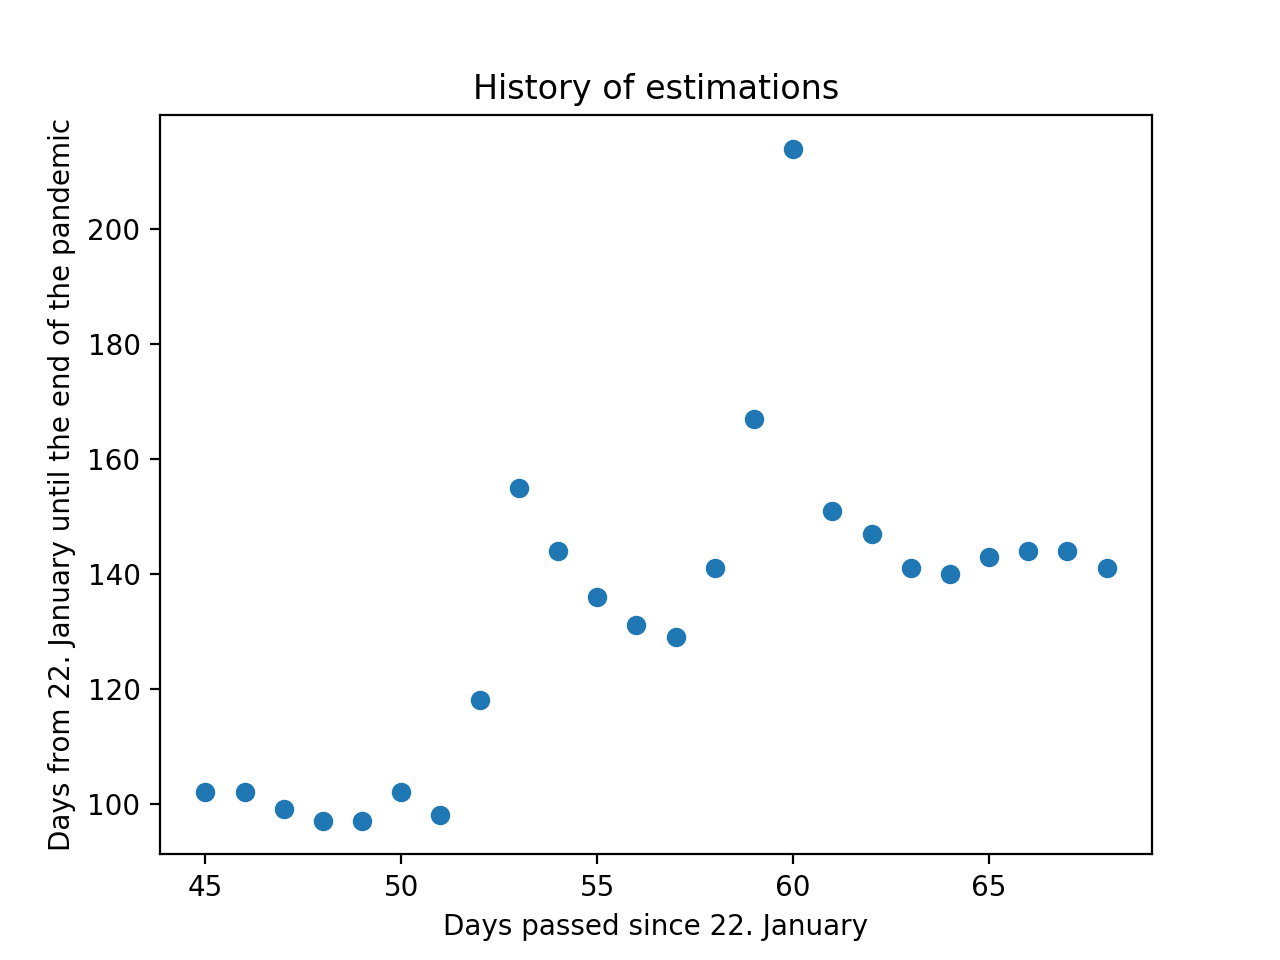 History of estimations
Days from 22. January until the end of the pandemic
200
180
160
140
120
100
45 50 55 60 65
Days passed since 22. January